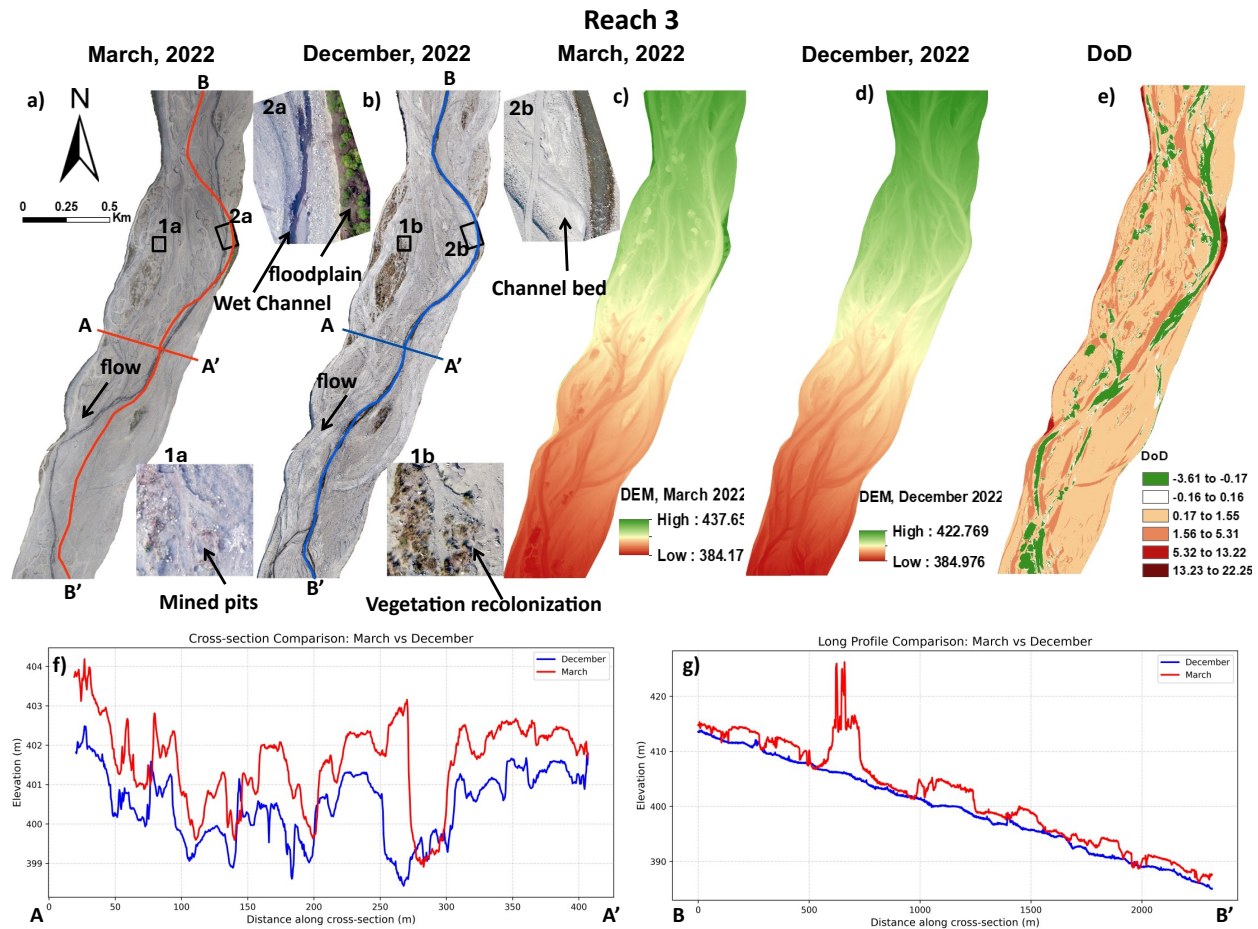 Reach 3
March, 2022
December, 2022
March, 2022
December, 2022
DoD
a)
N
B
2a
b)
B
2b
c)
d)
e)
0 0.25 0.5
Km
1a
2a
1b
2b
floodplain
Wet Channel
Channel bed
A
A'
A
A'
flow
flow
1a
1b
B'
Mined pits
B'
Vegetation recolonization
DEM, March 2022
High : 437.65
Low : 384.17
DEM, December 2022
High : 422.769
Low : 384.976
DoD
-3.61 to -0.17
-0.16 to 0.16
0.17 to 1.55
1.56 to 5.31
5.32 to 13.22
13.23 to 22.25
Cross-section Comparison: March vs December
f)
December
March
Elevation (m)
404
403
402
401
400
399
0 50 100 150 200 250 300 350 400
Distance along cross-section (m)
A
A'
Long Profile Comparison: March vs December
g)
December
March
Elevation (m)
420
410
400
390
0 500 1000 1500 2000
Distance along cross-section (m)
B
B'